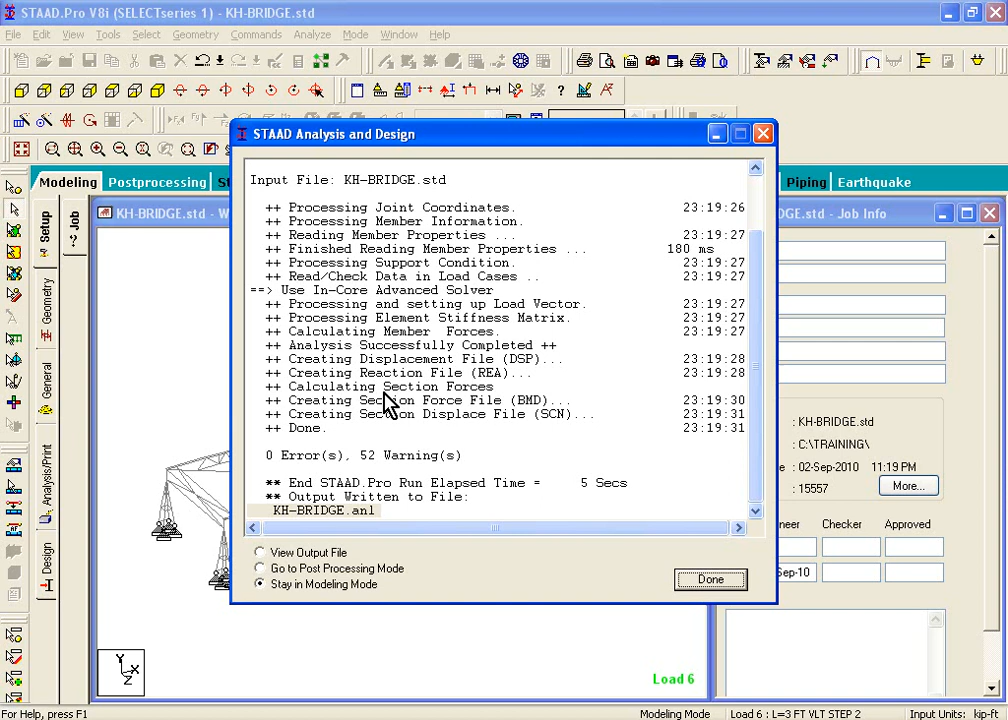 STAAD.Pro V8i (SELECTseries 1) - KH-BRIDGE.std
File Edit View Tools Select Geometry Commands Analyze Mode Window Help
STAAD Analysis and Design
Modeling Postprocessing Piping Earthquake
KH-BRIDGE.std - W
GE.std - Job Info
Setup
Job
Geometry
General
Analysis/Print
Design
Input File: KH-BRIDGE.std
++ Processing Joint Coordinates. 23:19:26
++ Processing Member Information.
++ Reading Member Properties ... 23:19:27
++ Finished Reading Member Properties ... 180 ms
++ Processing Support Condition. 23:19:27
++ Read/Check Data in Load Cases .. 23:19:27
==> Use In-Core Advanced Solver
++ Processing and setting up Load Vector. 23:19:27
++ Processing Element Stiffness Matrix. 23:19:27
++ Calculating Member Forces. 23:19:27
++ Analysis Successfully Completed ++
++ Creating Displacement File (DSP)... 23:19:28
++ Creating Reaction File (REA)... 23:19:28
++ Calculating Section Forces
++ Creating Section Force File (BMD)... 23:19:30
++ Creating Section Displace File (SCN)... 23:19:31
++ Done. 23:19:31
0 Error(s), 52 Warning(s)
** End STAAD.Pro Run Elapsed Time = 5 Secs
** Output Written to File:
KH-BRIDGE.anl
View Output File
Go to Post Processing Mode
Stay in Modeling Mode
Done
: KH-BRIDGE.std
: C:\TRAINING\
: 02-Sep-2010 11:19 PM
: 15557 More...
neer Checker Approved
Sep-10
Y
X
Z
Load 6
For Help, press F1 Modeling Mode Load 6 : L=3 FT VLT STEP 2 Input Units: kip-ft